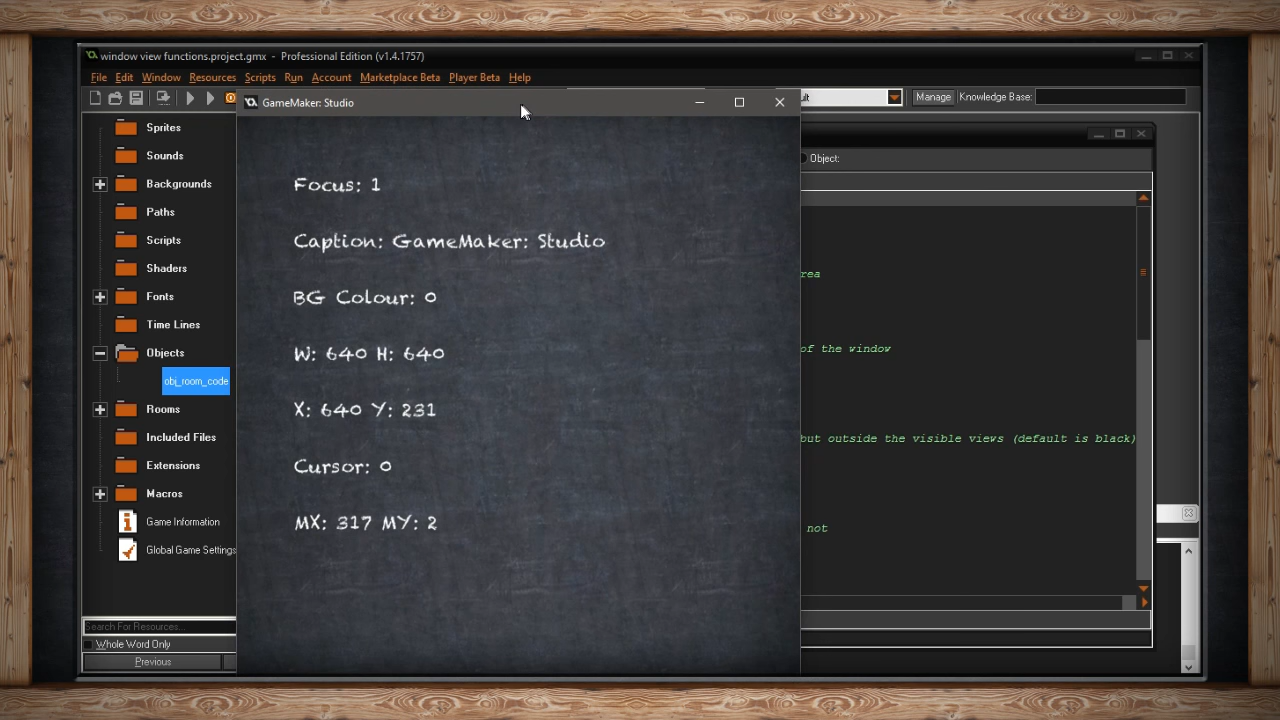 window view functions.project.gmx - Professional Edition (v1.4.1757)
File Edit Window Resources Scripts Run Account Marketplace Beta Player Beta Help
Manage Knowledge Base:
GameMaker: Studio
Sprites
Sounds
Backgrounds
Paths
Scripts
Shaders
Fonts
Time Lines
Objects
obj_room_code
Rooms
Included Files
Extensions
Macros
Game Information
Global Game Settings
Search For Resources...
Whole Word Only
Previous
Focus: 1
Caption: GameMaker: Studio
BG Colour: 0
W: 640 H: 640
X: 640 Y: 231
Cursor: 0
MX: 317 MY: 2
Object:
of the window
but outside the visible views (default is black)
not